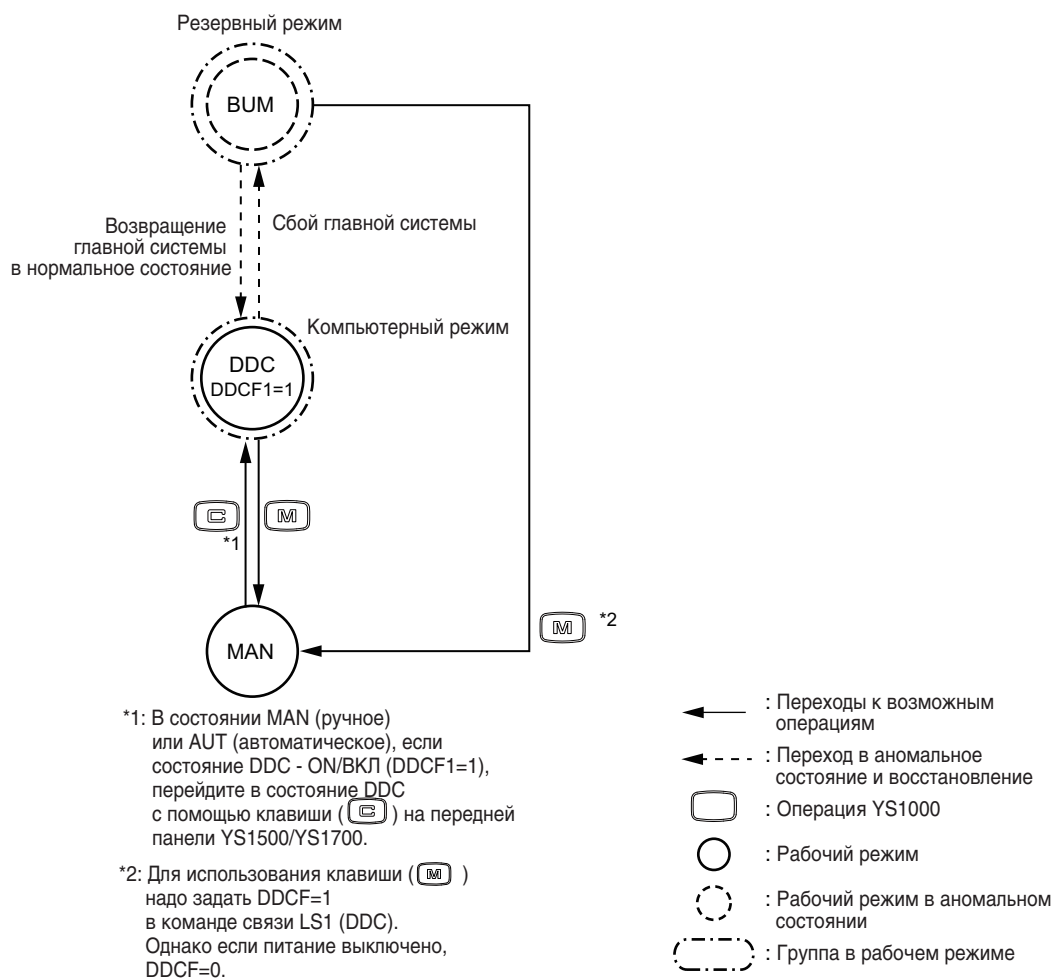 Резервный режим
BUM
Возвращение
главной системы
в нормальное состояние
Сбой главной системы
Компьютерный режим
DDC
DDCF1=1
C
M
*1
MAN
M *2
*1: В состоянии MAN (ручное)
или AUT (автоматическое), если
состояние DDC - ON/ВКЛ (DDCF1=1),
перейдите в состояние DDC
с помощью клавиши ( C ) на передней
панели YS1500/YS1700.
*2: Для использования клавиши ( M )
надо задать DDCF=1
в команде связи LS1 (DDC).
Однако если питание выключено,
DDCF=0.
: Переходы к возможным
операциям
: Переход в аномальное
состояние и восстановление
: Операция YS1000
: Рабочий режим
: Рабочий режим в аномальном
состоянии
: Группа в рабочем режиме